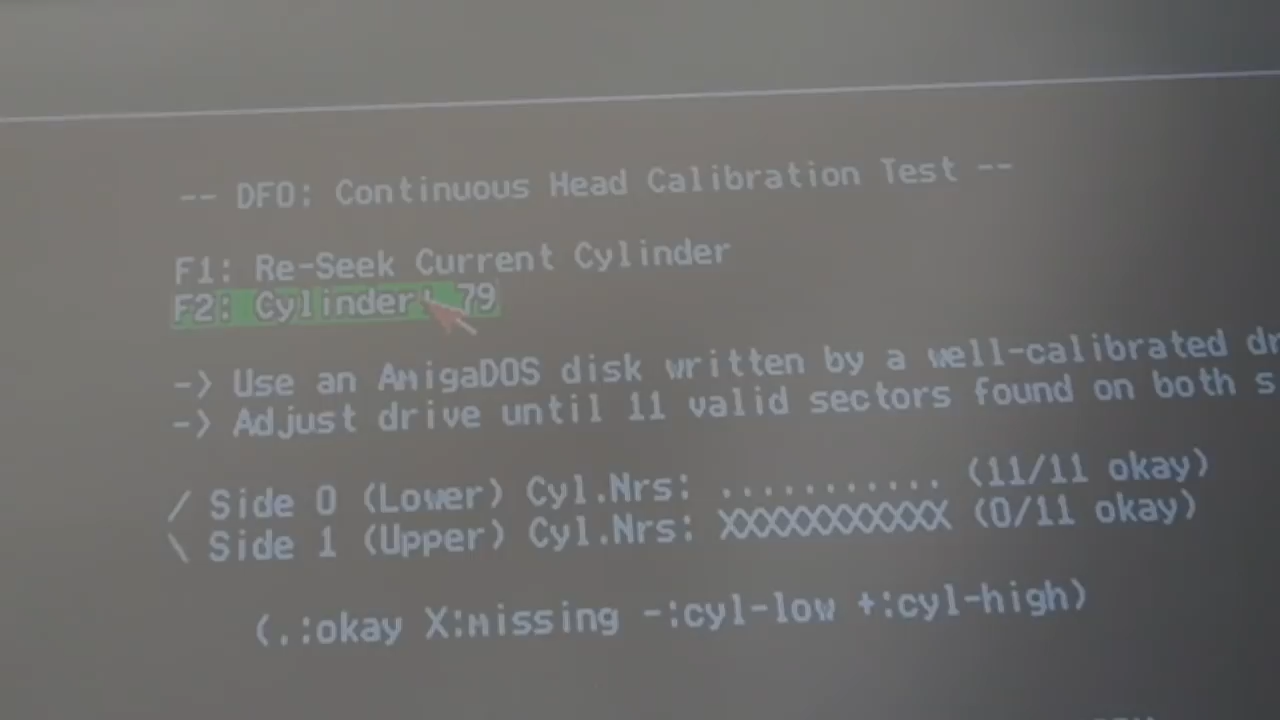 -- DF0: Continuous Head Calibration Test --
F1: Re-Seek Current Cylinder
F2: Cylinder: 79
-> Use an AmigaDOS disk written by a well-calibrated dr
-> Adjust drive until 11 valid sectors found on both s
/ Side 0 (Lower) Cyl.Nrs: ........... (11/11 okay)
\ Side 1 (Upper) Cyl.Nrs: XXXXXXXXXXX (0/11 okay)
(.:okay X:missing -:cyl-low +:cyl-high)